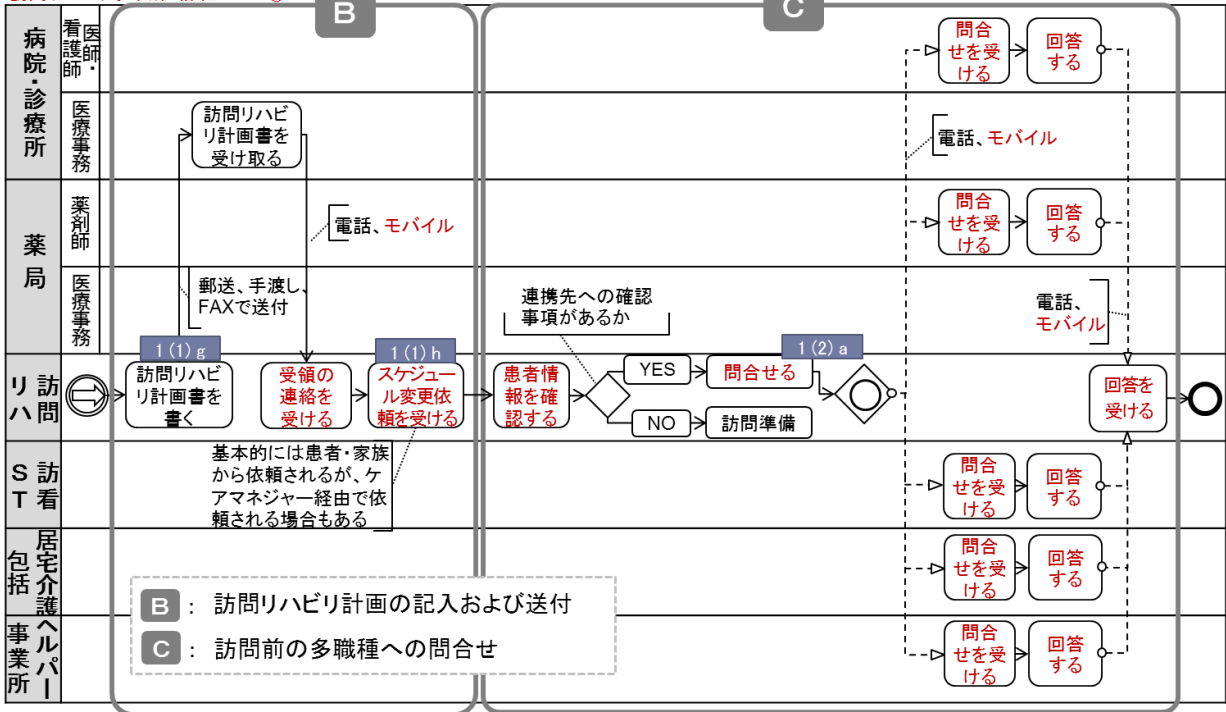 B
C
病院・診療所
医師・
看護師
問合
せを受
ける
回答
する
医療事務
訪問リハビ
リ計画書を
受け取る
電話、モバイル
薬局
薬剤師
電話、モバイル
問合
せを受
ける
回答
する
医療事務
郵送、手渡し、
FAXで送付
連携先への確認
事項があるか
電話、
モバイル
訪問
リハ
1(1)g
訪問リハビ
リ計画書を
書く
受領の
連絡を
受ける
1(1)h
スケジュー
ル変更依
頼を受ける
患者情
報を確
認する
YES
問合せる
1(2)a
NO
訪問準備
回答を
受ける
訪看
ST
基本的には患者・家族
から依頼されるが、ケ
アマネジャー経由で依
頼される場合もある
問合
せを受
ける
回答
する
居宅介護
包括
問合
せを受
ける
回答
する
ヘルパー
事業所
問合
せを受
ける
回答
する
B : 訪問リハビリ計画の記入および送付
C : 訪問前の多職種への問合せ